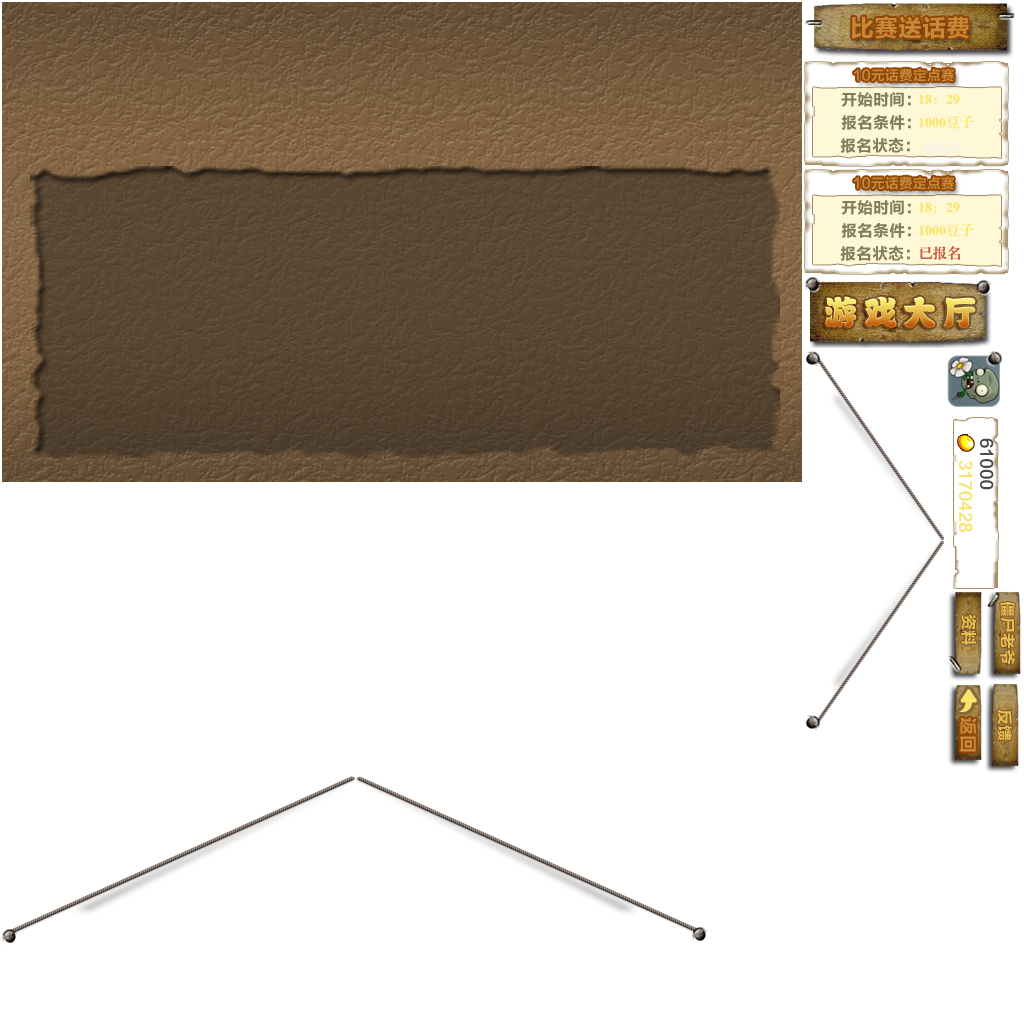 比赛送话费
10元话费定点赛
开始时间：18：29
报名条件：1000豆子
报名状态：
10元话费定点赛
开始时间：18：29
报名条件：1000豆子
报名状态：已报名
游戏大厅
61000
3170428
僵尸老爷
资料
反馈
返回